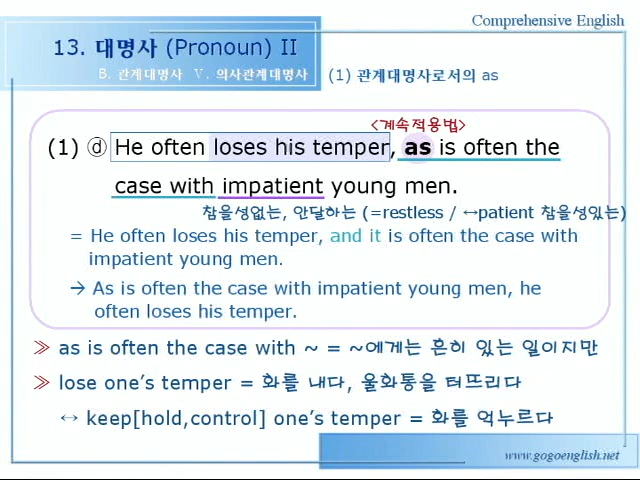 Comprehensive English
13. 대명사 (Pronoun) II
B. 관계대명사 Ⅴ. 의사관계대명사
(1) 관계대명사로서의 as
<계속적용법>
(1) ⓓ He often loses his temper, as is often the
case with impatient young men.
참을성없는, 안달하는 (=restless / ↔patient 참을성있는)
= He often loses his temper, and it is often the case with
impatient young men.
→ As is often the case with impatient young men, he
often loses his temper.
≫ as is often the case with ~ = ~에게는 흔히 있는 일이지만
≫ lose one's temper = 화를 내다, 울화통을 터뜨리다
↔ keep[hold,control] one's temper = 화를 억누르다
www.gogoenglish.net